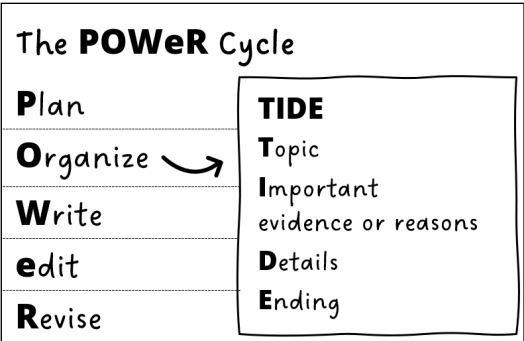 The POWeR Cycle
Plan
Organize
Write
edit
Revise
TIDE
Topic
Important
evidence or reasons
Details
Ending